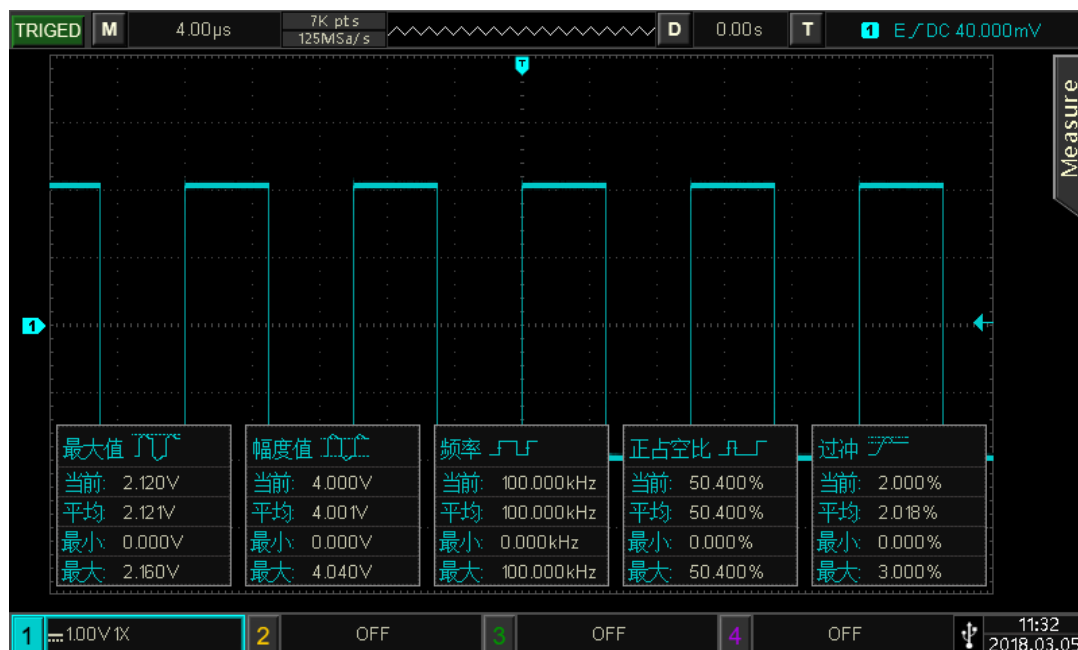 TRIGED M 4.00μs 7K pts D 0.00s T 1 E DC 40.000mV
125MSa/s
T
Measure
1
最大值 幅度值 频率 正占空比 过冲
当前: 2.120V 当前: 4.000V 当前: 100.000kHz 当前: 50.400% 当前: 2.000%
平均: 2.121V 平均: 4.001V 平均: 100.000kHz 平均: 50.400% 平均: 2.018%
最小: 0.000V 最小: 0.000V 最小: 0.000kHz 最小: 0.000% 最小: 0.000%
最大: 2.160V 最大: 4.040V 最大: 100.000kHz 最大: 50.400% 最大: 3.000%
1 1.00V 1X 2 OFF 3 OFF 4 OFF 11:32
2018.03.05